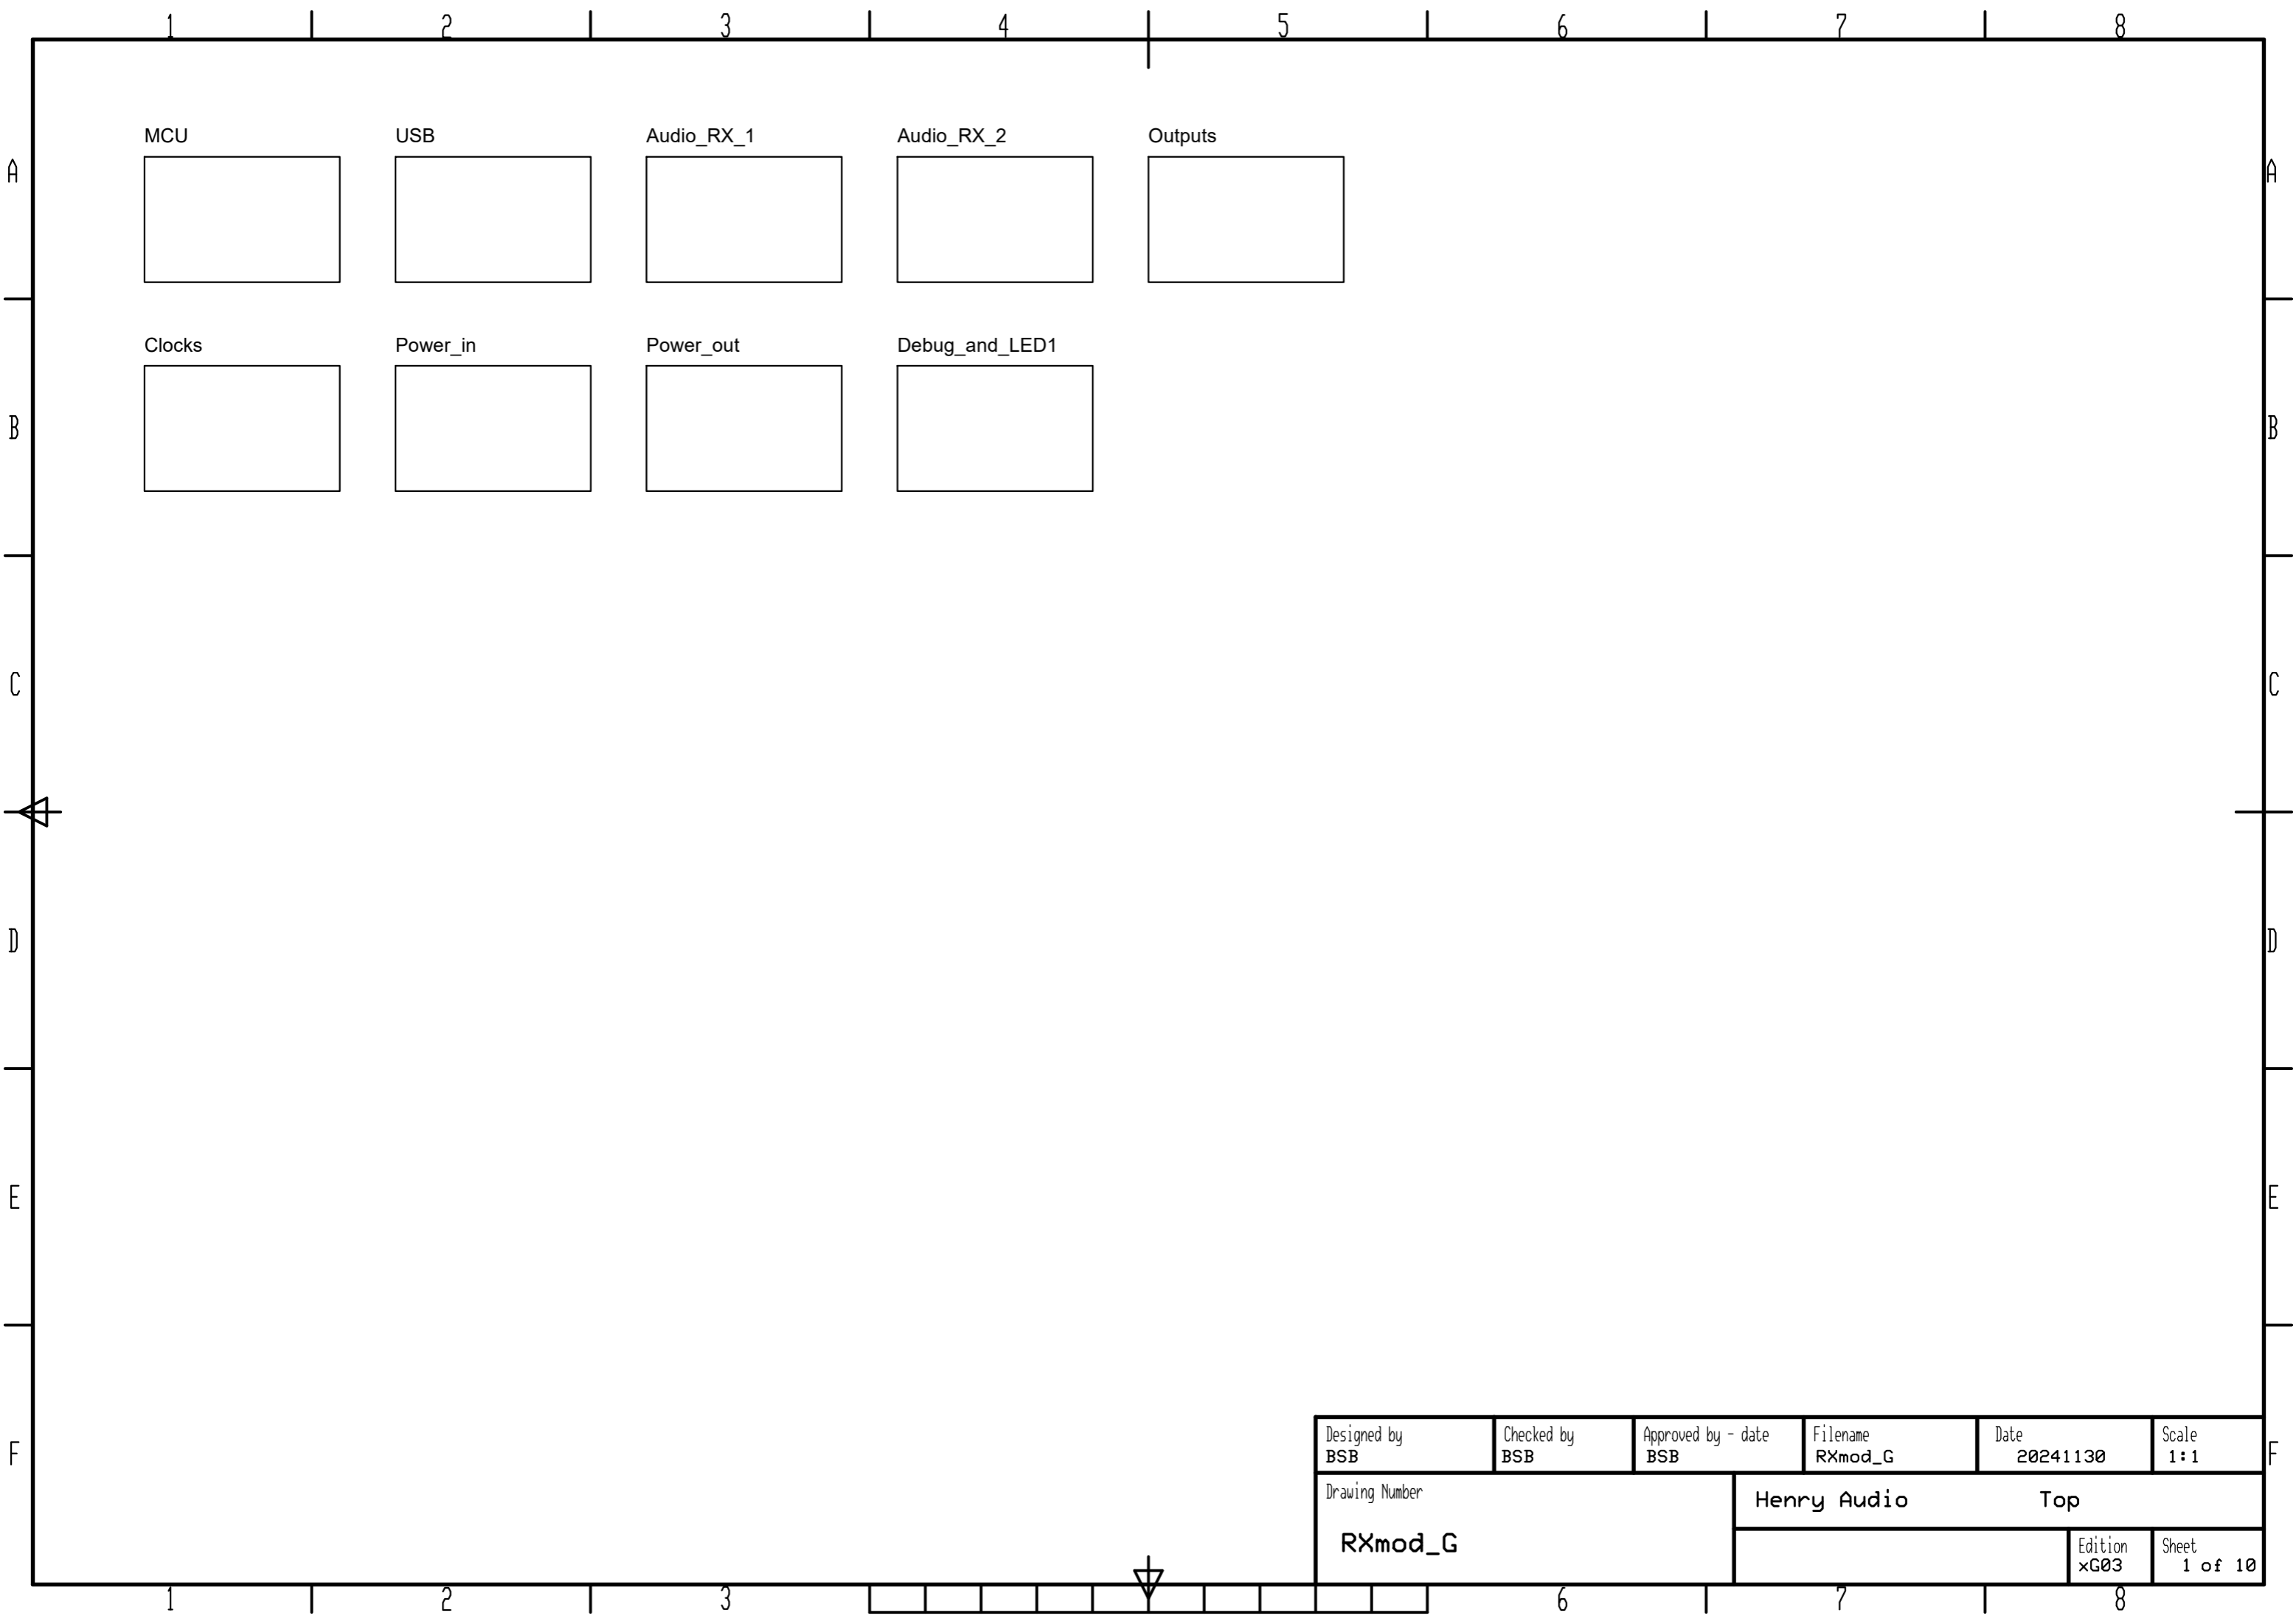 1 2 3 4 5 6 7 8
MCU USB Audio_RX_1 Audio_RX_2 Outputs
A A
Clocks Power_in Power_out Debug_and_LED1
B B
C C
D D
E E
Designed by Checked by Approved by - date Filename Date Scale
F F
BSB BSB BSB RXmod_G 20241130 1:1
Drawing Number
Henry Audio Top
RXmod_G
Edition Sheet
xG03 1 of 10
1 2 3 6 7 8